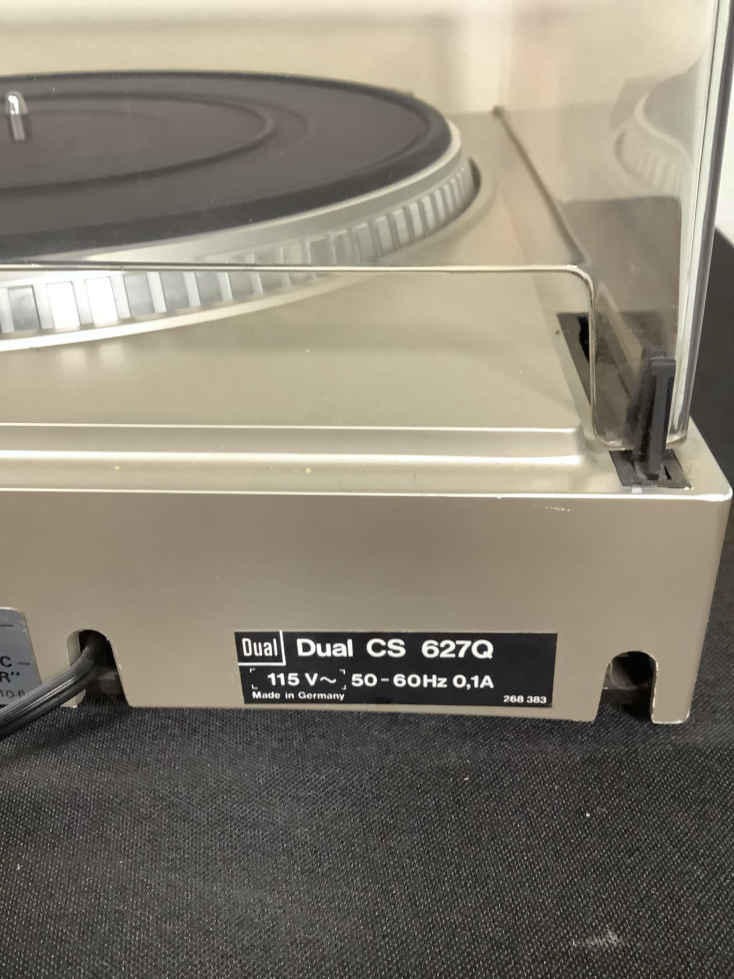 Dual Dual CS 627Q
115 V~ 50-60Hz 0,1A
Made in Germany 268 383
C
R"